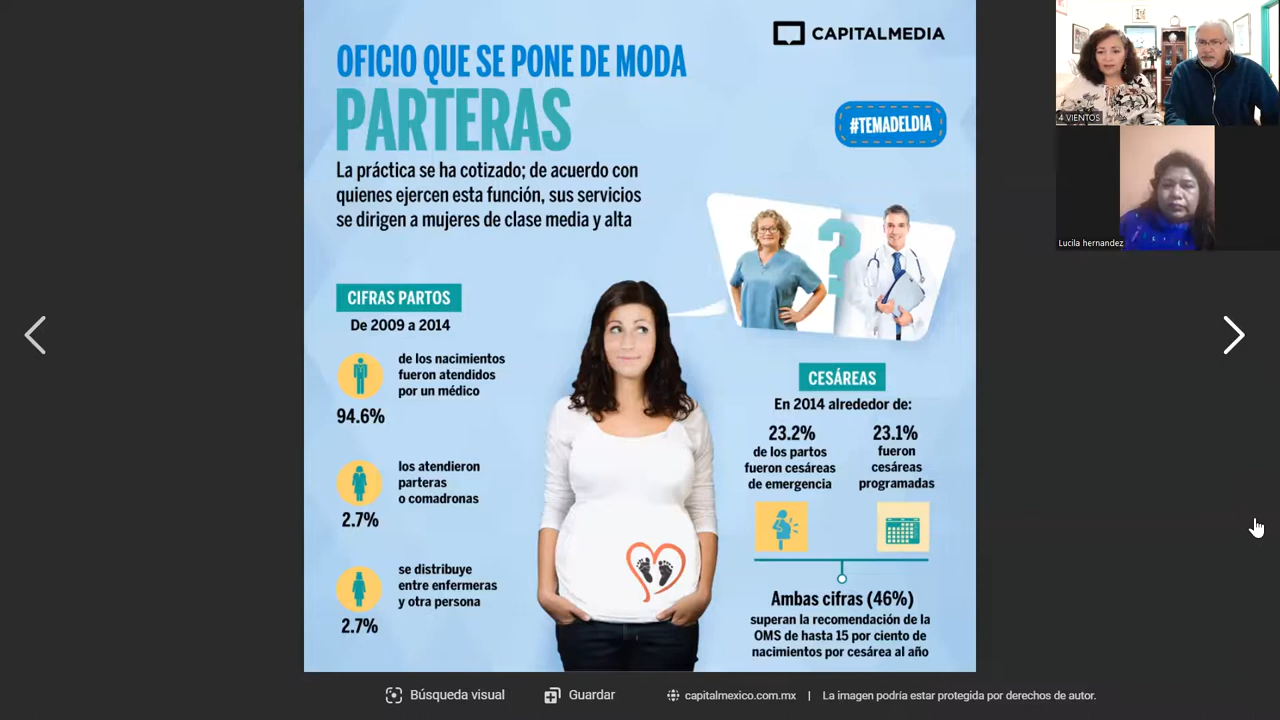 CAPITALMEDIA
OFICIO QUE SE PONE DE MODA
PARTERAS
#TEMADELDIA
La práctica se ha cotizado; de acuerdo con
quienes ejercen esta función, sus servicios
se dirigen a mujeres de clase media y alta
?
CIFRAS PARTOS
De 2009 a 2014
de los nacimientos
fueron atendidos
por un médico
94.6%
los atendieron
parteras
o comadronas
2.7%
se distribuye
entre enfermeras
y otra persona
2.7%
CESÁREAS
En 2014 alrededor de:
23.2%
de los partos
fueron cesáreas
de emergencia
23.1%
fueron
cesáreas
programadas
Ambas cifras (46%)
superan la recomendación de la
OMS de hasta 15 por ciento de
nacimientos por cesárea al año
4 VIENTOS
Lucila hernandez
Búsqueda visual
Guardar
capitalmexico.com.mx | La imagen podría estar protegida por derechos de autor.